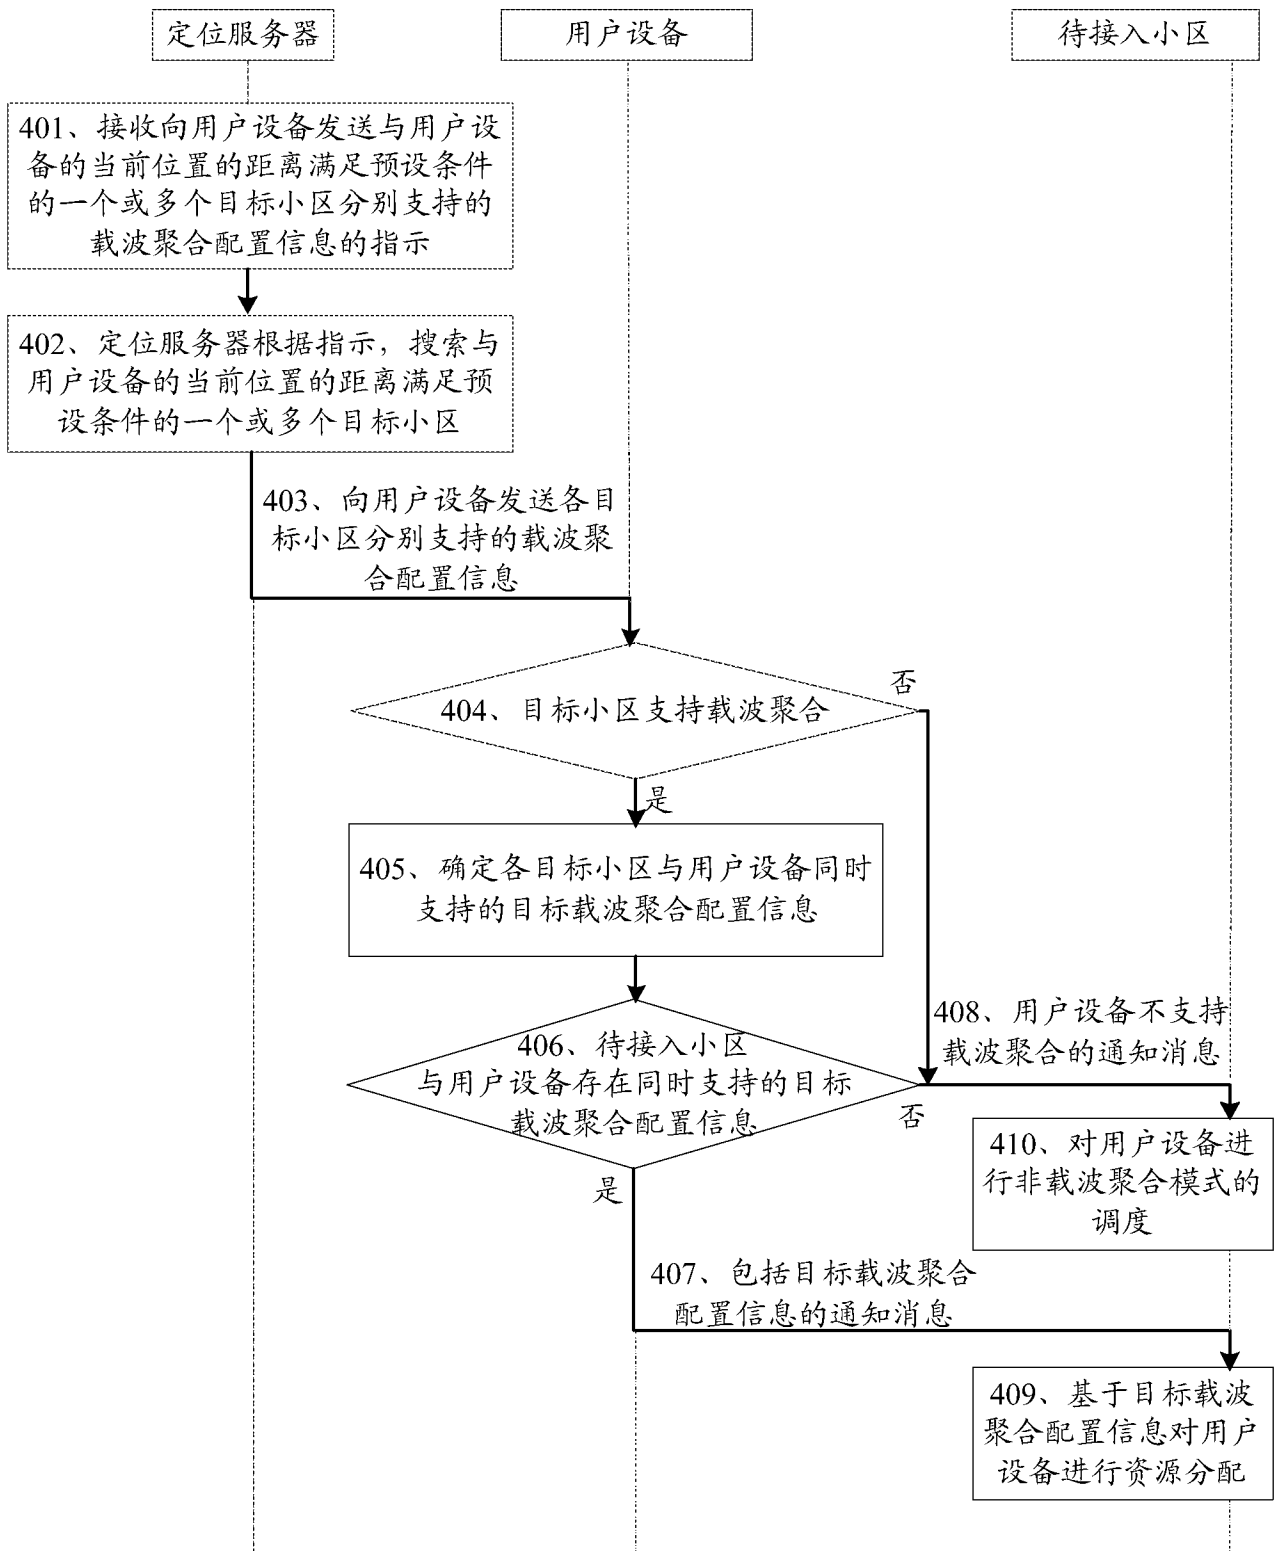 定位服务器
用户设备
待接入小区
401、接收向用户设备发送与用户设
备的当前位置的距离满足预设条件
的一个或多个目标小区分别支持的
载波聚合配置信息的指示
402、定位服务器根据指示，搜索与
用户设备的当前位置的距离满足预
设条件的一个或多个目标小区
403、向用户设备发送各目
标小区分别支持的载波聚
合配置信息
否
404、目标小区支持载波聚合
是
405、确定各目标小区与用户设备同时
支持的目标载波聚合配置信息
408、用户设备不支持
载波聚合的通知消息
406、待接入小区
与用户设备存在同时支持的目标
载波聚合配置信息
否
是
410、对用户设备进
行非载波聚合模式的
调度
407、包括目标载波聚合
配置信息的通知消息
409、基于目标载波
聚合配置信息对用户
设备进行资源分配